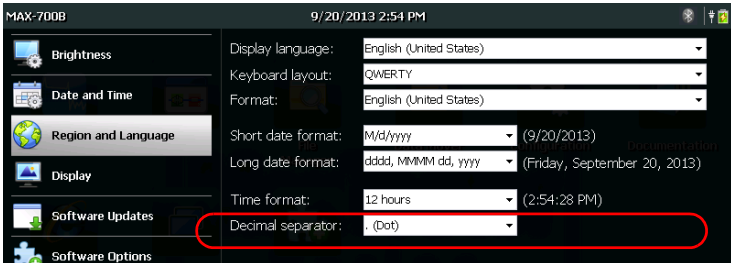 MAX-700B 9/20/2013 2:54 PM
Brightness
Date and Time
Region and Language
Display
Software Updates
Software Options
Display language: English (United States)
Keyboard layout: QWERTY
Format: English (United States)
Short date format: M/d/yyyy (9/20/2013)
Long date format: dddd, MMMM dd, yyyy (Friday, September 20, 2013)
Time format: 12 hours (2:54:28 PM)
Decimal separator: . (Dot)
Documentation